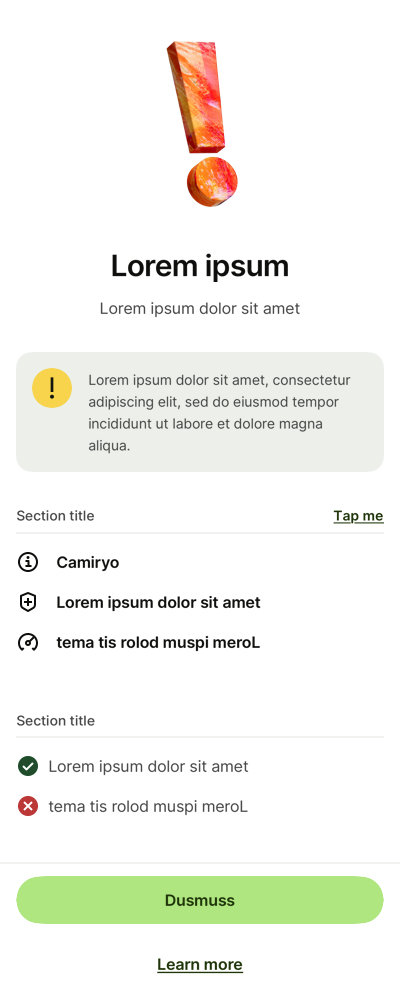 Lorem ipsum
Lorem ipsum dolor sit amet
Lorem ipsum dolor sit amet, consectetur
adipiscing elit, sed do eiusmod tempor
incididunt ut labore et dolore magna
aliqua.
Section title
Tap me
Camiryo
Lorem ipsum dolor sit amet
tema tis rolod muspi meroL
Section title
Lorem ipsum dolor sit amet
tema tis rolod muspi meroL
Dusmuss
Learn more